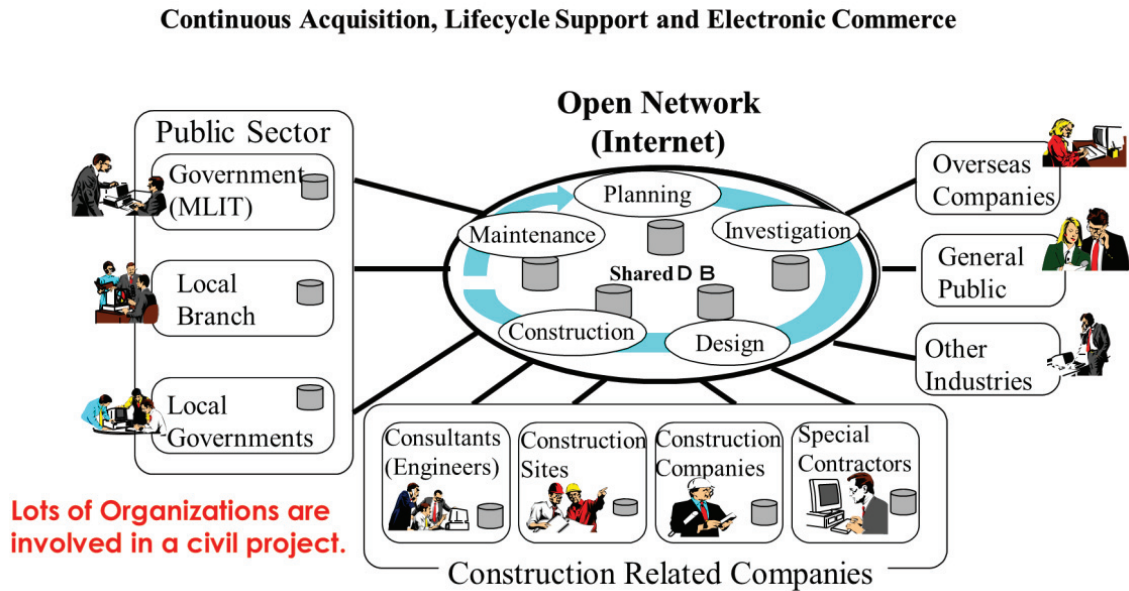 Continuous Acquisition, Lifecycle Support and Electronic Commerce
Open Network
(Internet)
Public Sector
Government
(MLIT)
Local
Branch
Local
Governments
Planning
Maintenance
Investigation
Shared D B
Construction
Design
Overseas
Companies
General
Public
Other
Industries
Consultants
(Engineers)
Construction
Sites
Construction
Companies
Special
Contractors
Construction Related Companies
Lots of Organizations are
involved in a civil project.